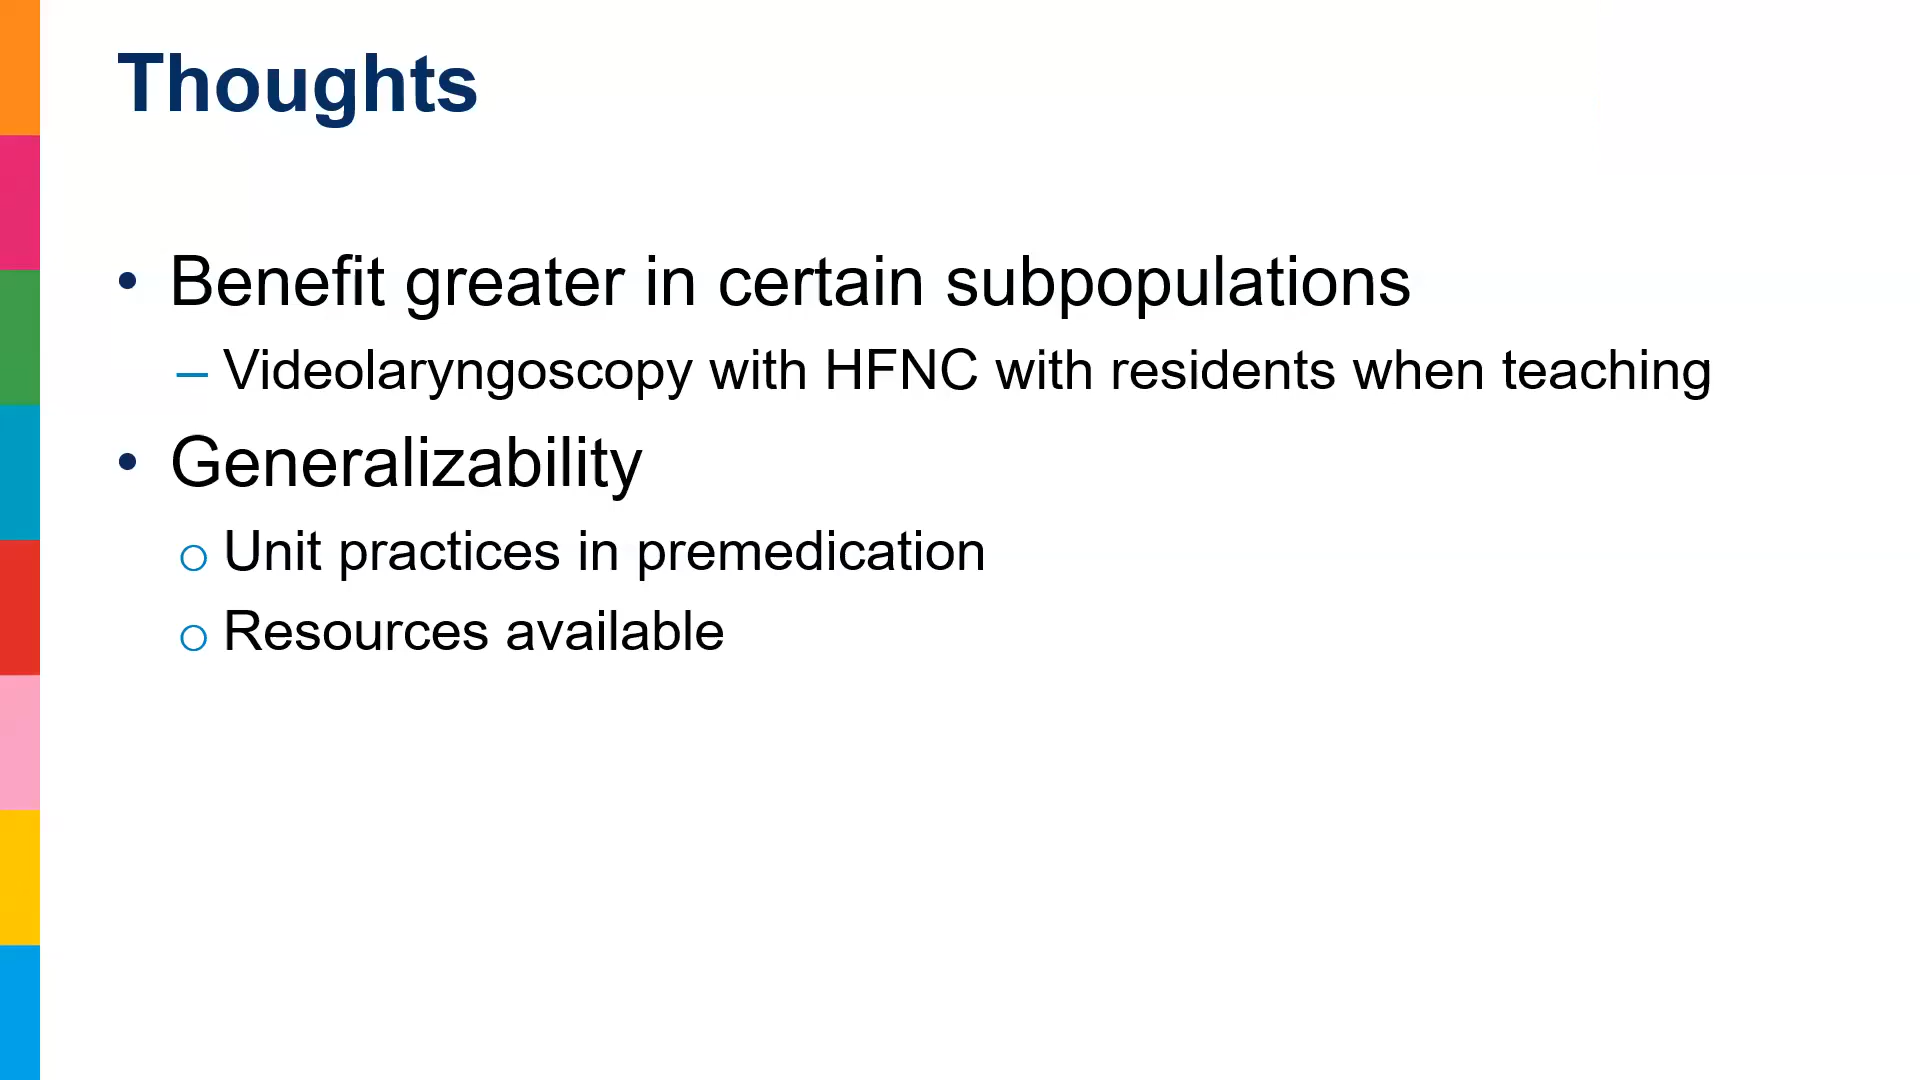 Thoughts
• Benefit greater in certain subpopulations
– Videolaryngoscopy with HFNC with residents when teaching
• Generalizability
o Unit practices in premedication
o Resources available